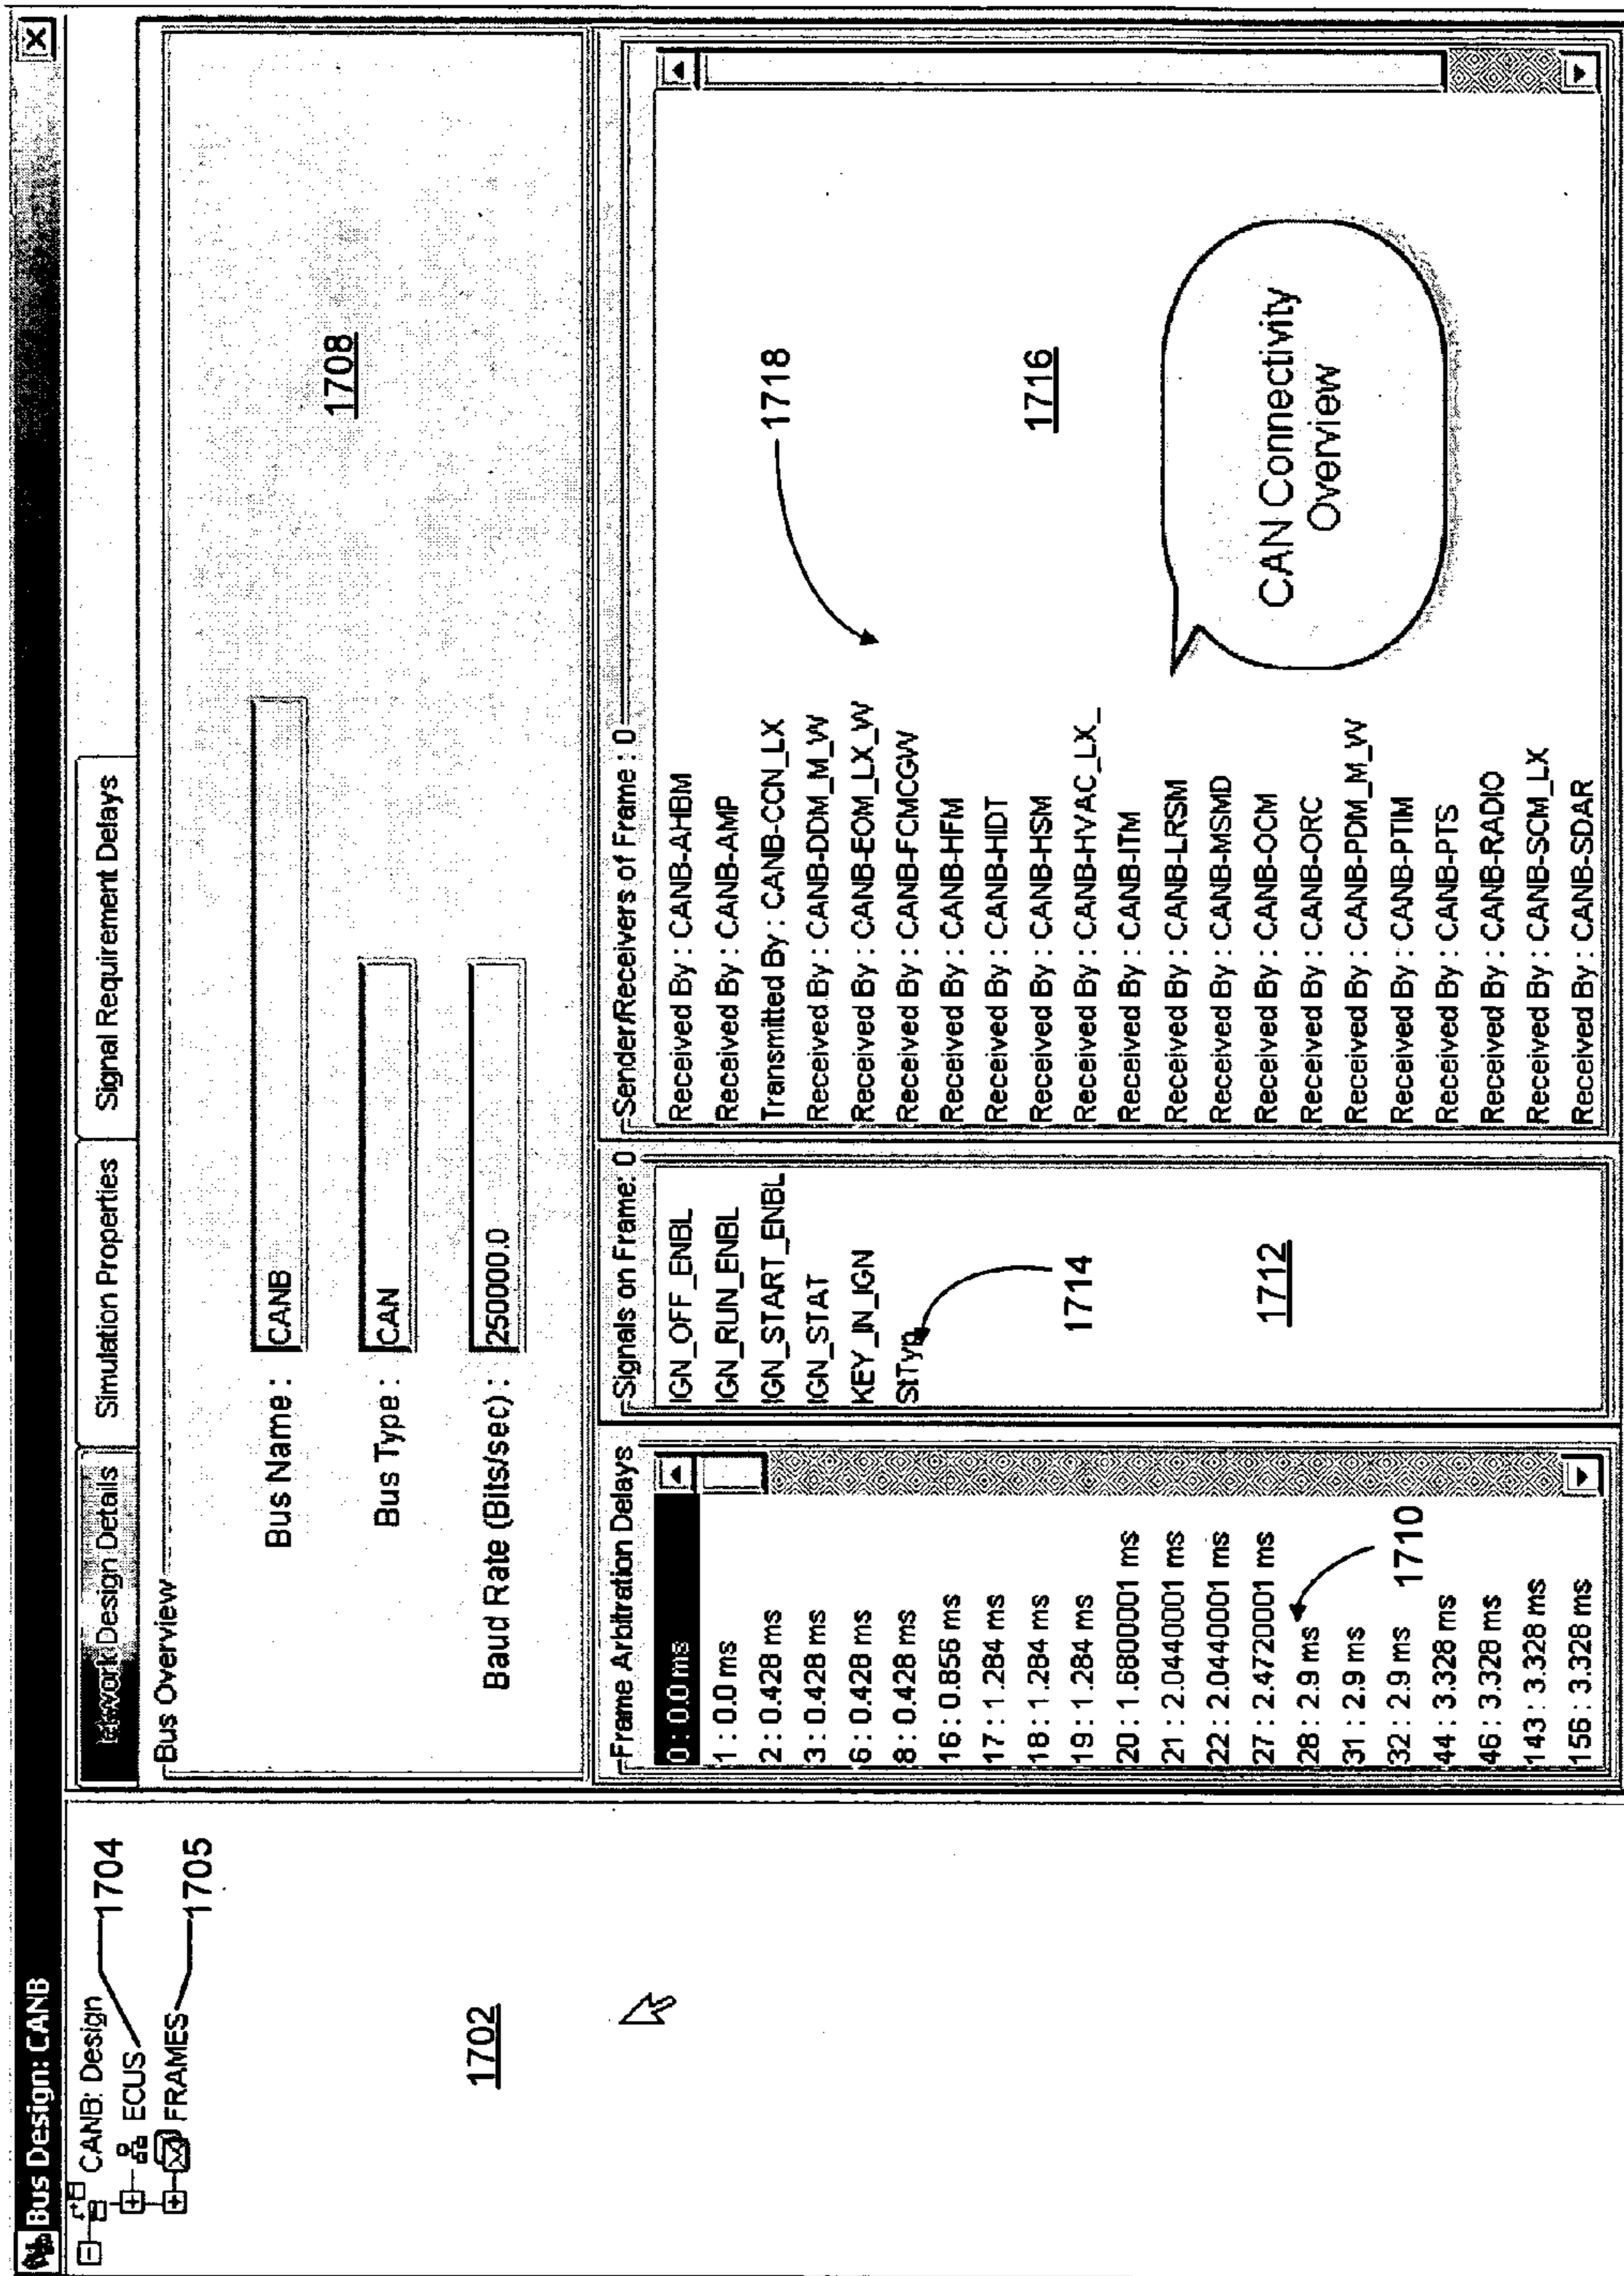 Bus Design: CANB
CANB: Design
ECUS
FRAMES
1704
1705
1702
Network Design Details
Simulation Properties
Signal Requirement Delays
Bus Overview
Bus Name : CANB
Bus Type : CAN
Baud Rate (Bits/sec) : 250000.0
1708
Frame Arbitration Delays
0 : 0.0 ms
1 : 0.0 ms
2 : 0.428 ms
3 : 0.428 ms
6 : 0.428 ms
8 : 0.428 ms
16 : 0.856 ms
17 : 1.284 ms
18 : 1.284 ms
19 : 1.284 ms
20 : 1.6800001 ms
21 : 2.0440001 ms
22 : 2.0440001 ms
27 : 2.4720001 ms
28 : 2.9 ms
31 : 2.9 ms
32 : 2.9 ms
44 : 3.328 ms
46 : 3.328 ms
143 : 3.328 ms
156 : 3.328 ms
1710
Signals on Frame: 0
IGN_OFF_ENBL
IGN_RUN_ENBL
IGN_START_ENBL
IGN_STAT
KEY_IN_IGN
StTyp
1714
1712
Sender/Receivers of Frame : 0
Received By : CANB-AHBM
Received By : CANB-AMP
Transmitted By : CANB-CCN_LX
Received By : CANB-DDM_M_W
Received By : CANB-EOM_LX_W
Received By : CANB-FCMCGW
Received By : CANB-HFM
Received By : CANB-HIDT
Received By : CANB-HSM
Received By : CANB-HVAC_LX_
Received By : CANB-ITM
Received By : CANB-LRSM
Received By : CANB-MSMD
Received By : CANB-OCM
Received By : CANB-ORC
Received By : CANB-PDM_M_W
Received By : CANB-PTIM
Received By : CANB-PTS
Received By : CANB-RADIO
Received By : CANB-SCM_LX
Received By : CANB-SDAR
1718
1716
CAN Connectivity
Overview